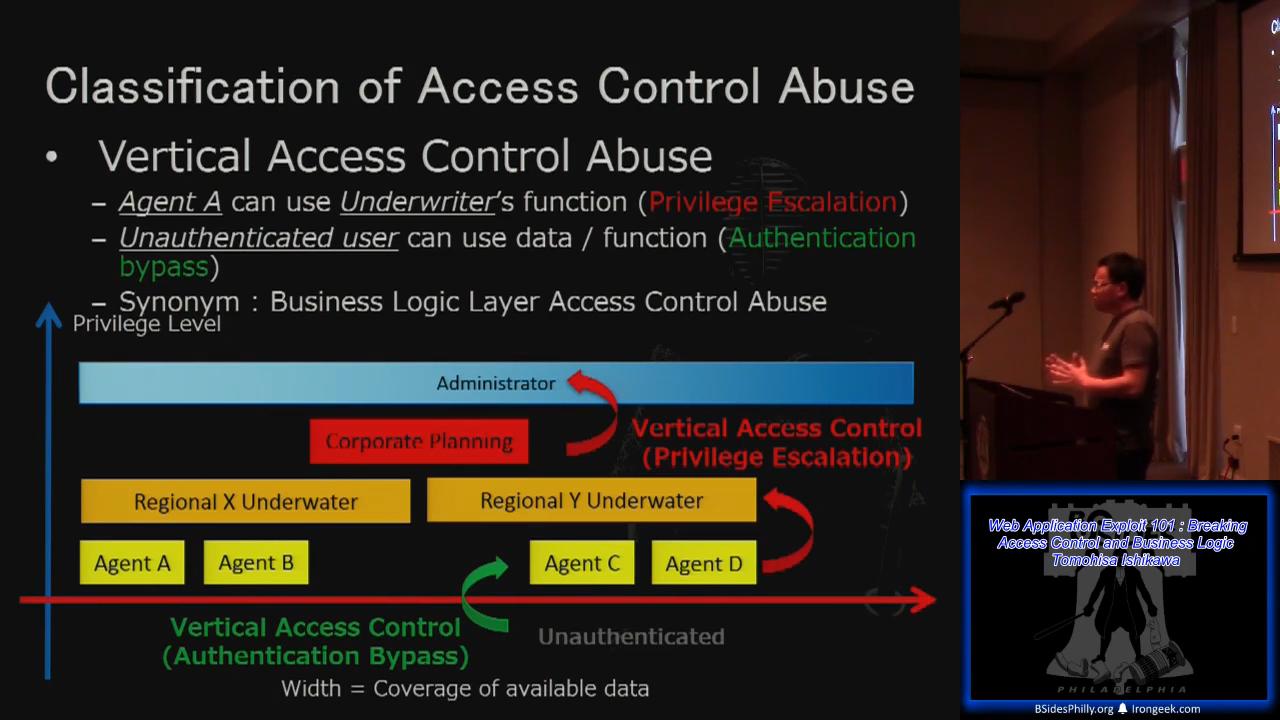 Classification of Access Control Abuse
• Vertical Access Control Abuse
– Agent A can use Underwriter's function (Privilege Escalation)
– Unauthenticated user can use data / function (Authentication
bypass)
– Synonym : Business Logic Layer Access Control Abuse
Privilege Level
Administrator
Corporate Planning
Vertical Access Control
(Privilege Escalation)
Regional X Underwater
Regional Y Underwater
Agent A
Agent B
Agent C
Agent D
Vertical Access Control
(Authentication Bypass)
Unauthenticated
Width = Coverage of available data
Web Application Exploit 101 : Breaking
Access Control and Business Logic
Tomohisa Ishikawa
PHILADELPHIA
BSidesPhilly.org Irongeek.com